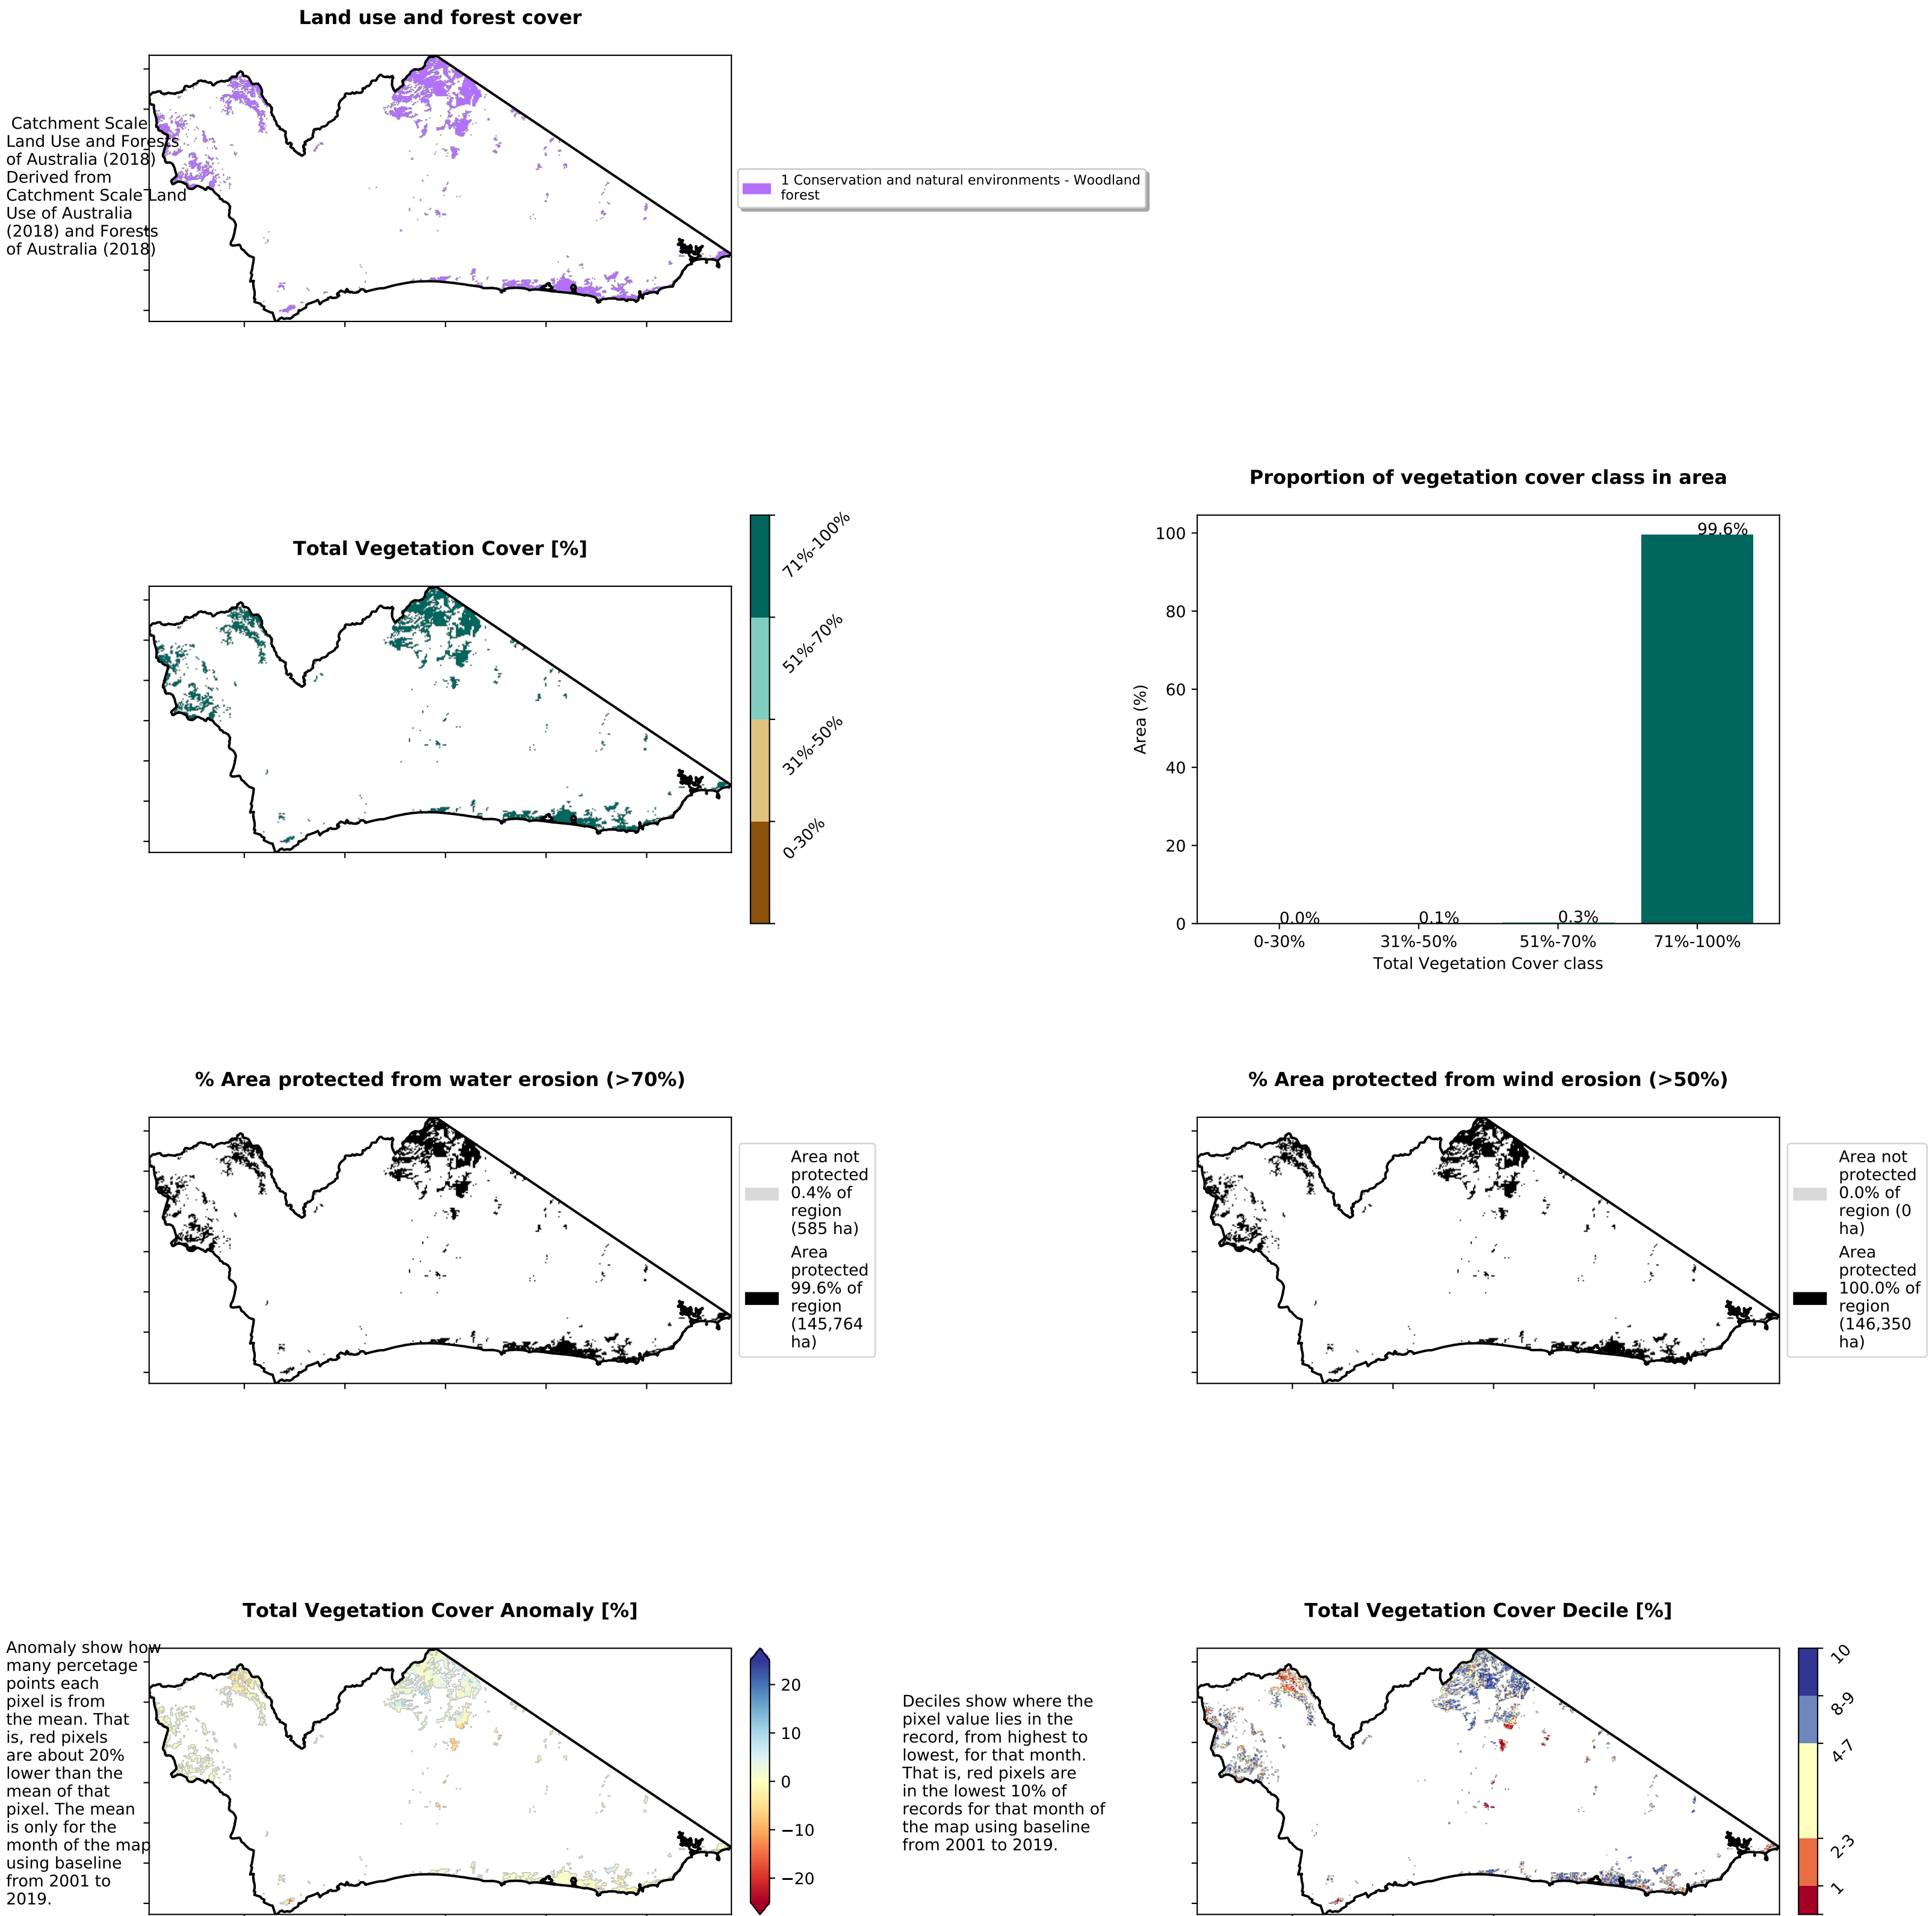 Land use and forest cover
Catchment Scale
Land Use and Forests
of Australia (2018)
Derived from
Catchment Scale Land
Use of Australia
(2018) and Forests
of Australia (2018)
1 Conservation and natural environments - Woodland
forest
Total Vegetation Cover [%]
71%-100%
51%-70%
31%-50%
0-30%
Proportion of vegetation cover class in area
Area (%)
100
80
60
40
20
0
0.0%
0.1%
0.3%
99.6%
0-30%
31%-50%
51%-70%
71%-100%
Total Vegetation Cover class
% Area protected from water erosion (>70%)
Area not
protected
0.4% of
region
(585 ha)
Area
protected
99.6% of
region
(145,764
ha)
% Area protected from wind erosion (>50%)
Area not
protected
0.0% of
region (0
ha)
Area
protected
100.0% of
region
(146,350
ha)
Total Vegetation Cover Anomaly [%]
Anomaly show how
many percetage
points each
pixel is from
the mean. That
is, red pixels
are about 20%
lower than the
mean of that
pixel. The mean
is only for the
month of the map
using baseline
from 2001 to
2019.
20
10
0
−10
−20
Total Vegetation Cover Decile [%]
Deciles show where the
pixel value lies in the
record, from highest to
lowest, for that month.
That is, red pixels are
in the lowest 10% of
records for that month of
the map using baseline
from 2001 to 2019.
10
8-9
4-7
2-3
1